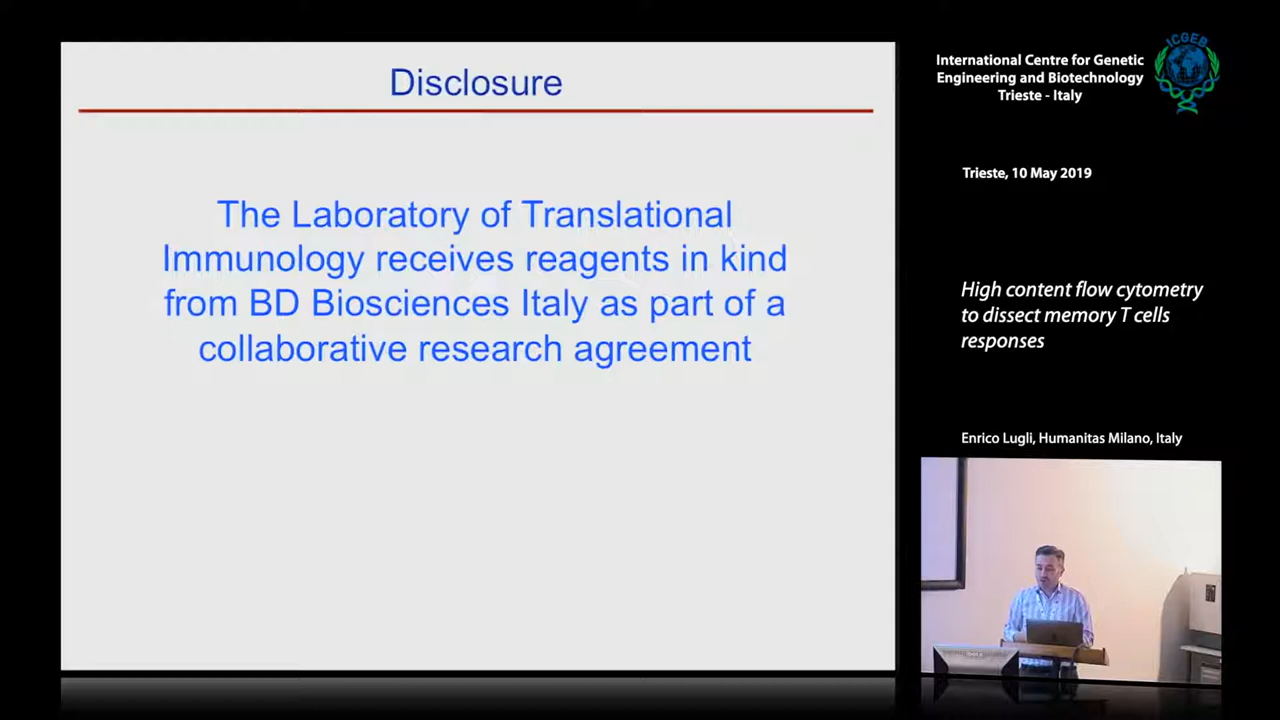 Disclosure
The Laboratory of Translational
Immunology receives reagents in kind
from BD Biosciences Italy as part of a
collaborative research agreement
ICGEB
International Centre for Genetic
Engineering and Biotechnology
Trieste - Italy
Trieste, 10 May 2019
High content flow cytometry
to dissect memory T cells
responses
Enrico Lugli, Humanitas Milano, Italy